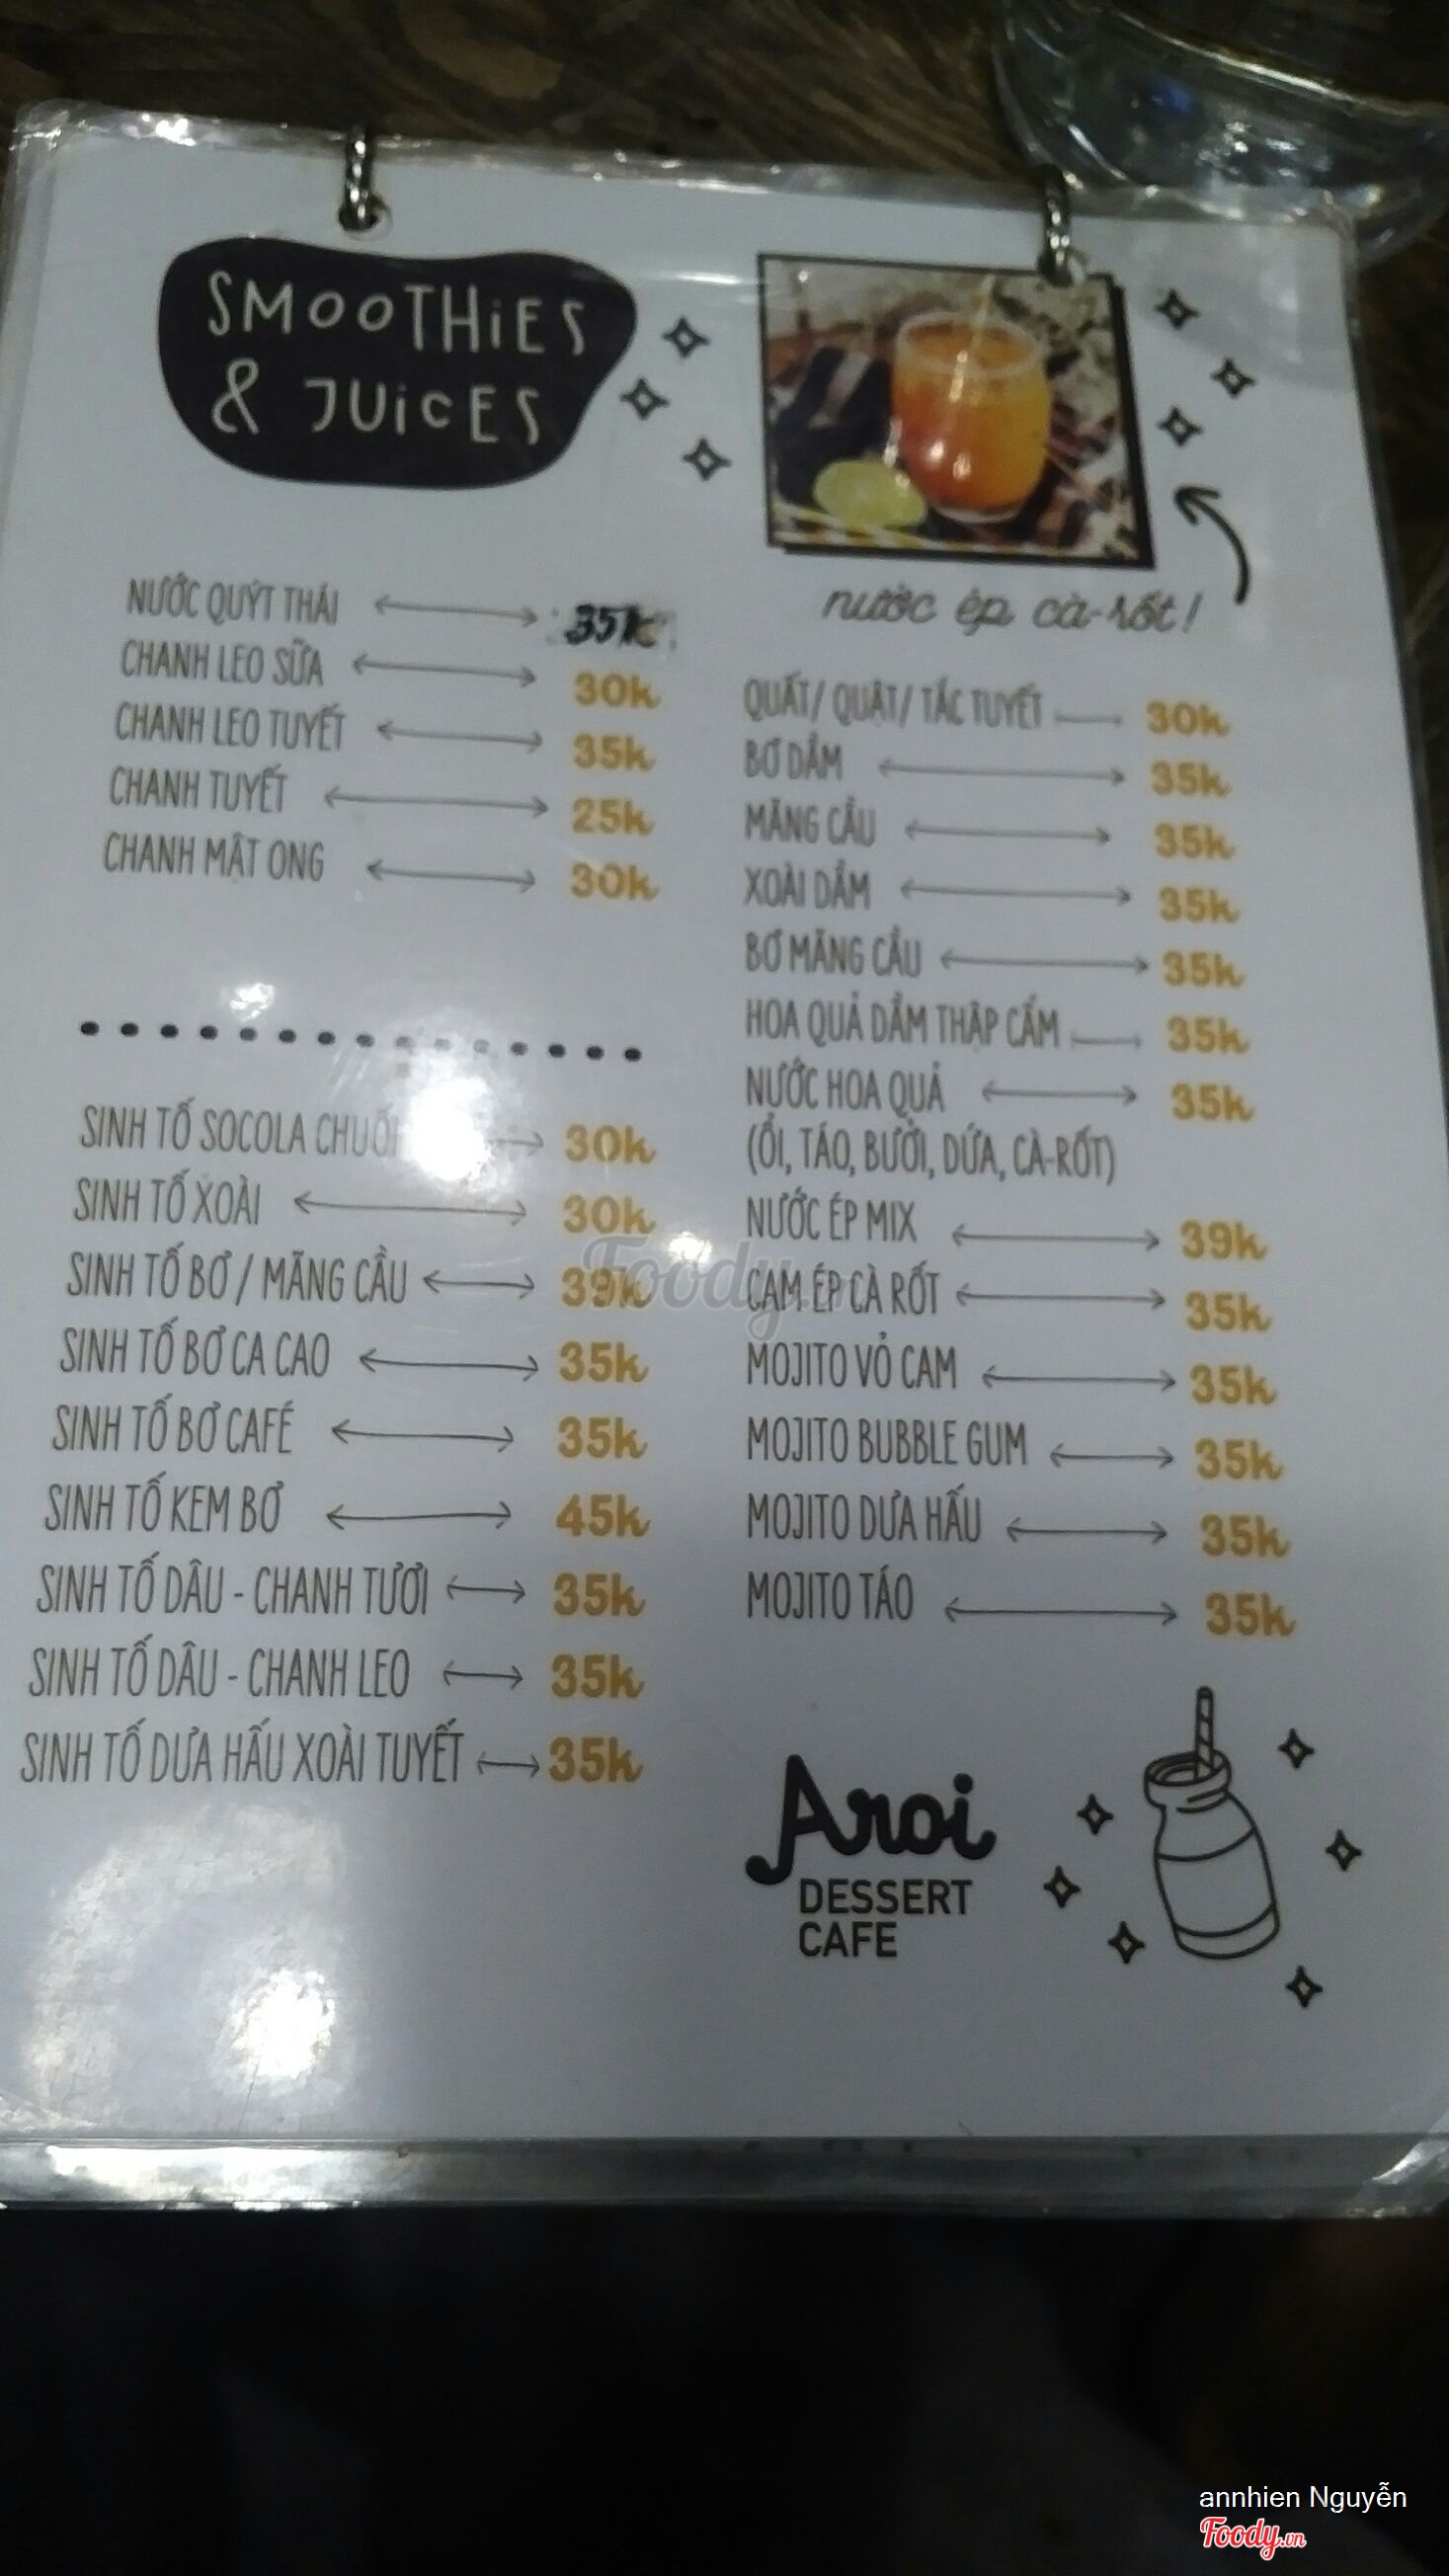 SMOOTHiES
& JUiCES
nước ép cà-rốt!
NƯỚC QUÝT THÁI 35k
CHANH LEO SỮA 30k
CHANH LEO TUYẾT 35k
CHANH TUYẾT 25k
CHANH MẬT ONG 30k
SINH TỐ SOCOLA CHUỐI 30k
SINH TỐ XOÀI 30k
SINH TỐ BƠ / MÃNG CẦU 39k
SINH TỐ BƠ CA CAO 35k
SINH TỐ BƠ CAFÉ 35k
SINH TỐ KEM BƠ 45k
SINH TỐ DÂU - CHANH TƯƠI 35k
SINH TỐ DÂU - CHANH LEO 35k
SINH TỐ DƯA HẤU XOÀI TUYẾT 35k
QUẤT/ QUẬT/ TẮC TUYẾT 30k
BƠ DẦM 35k
MÃNG CẦU 35k
XOÀI DẦM 35k
BƠ MÃNG CẦU 35k
HOA QUẢ DẦM THẬP CẨM 35k
NƯỚC HOA QUẢ 35k
(ỔI, TÁO, BƯỞI, DỨA, CÀ-RỐT)
NƯỚC ÉP MIX 39k
CAM ÉP CÀ RỐT 35k
MOJITO VỎ CAM 35k
MOJITO BUBBLE GUM 35k
MOJITO DƯA HẤU 35k
MOJITO TÁO 35k
Aroi
DESSERT
CAFE
Foody.vn
annhien Nguyễn
Foody.vn